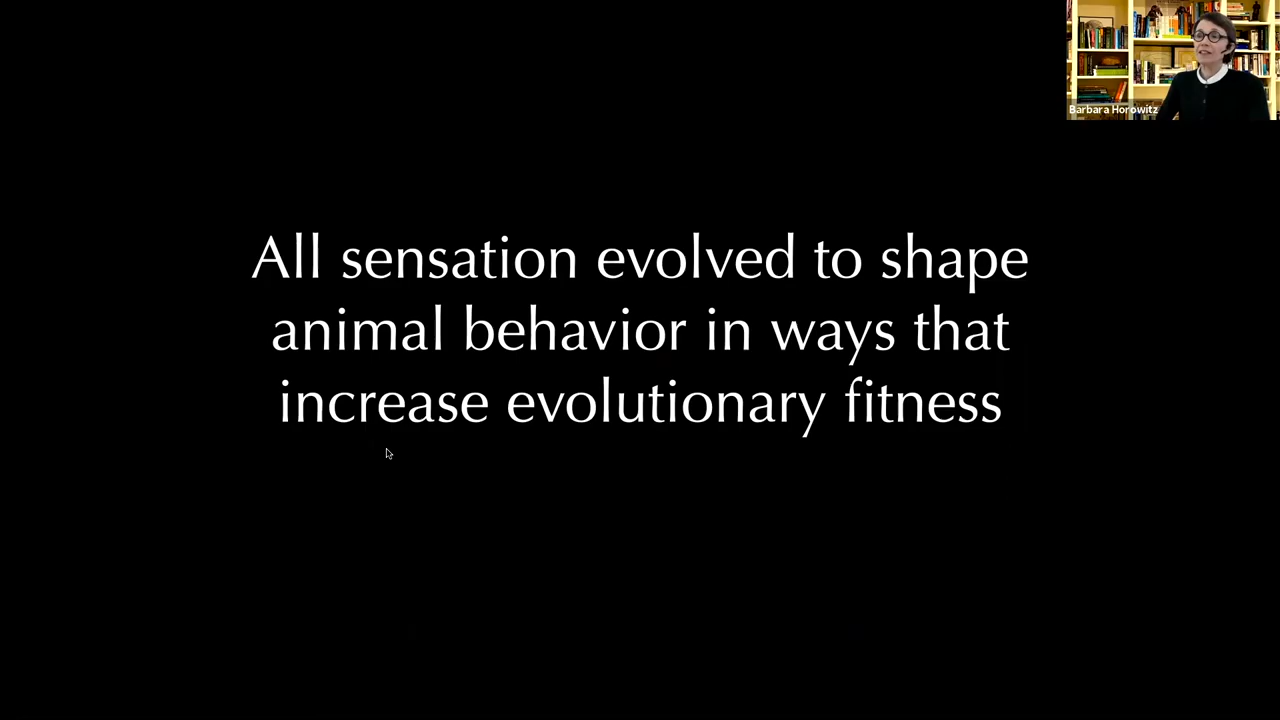 Barbara Horowitz
All sensation evolved to shape
animal behavior in ways that
increase evolutionary fitness